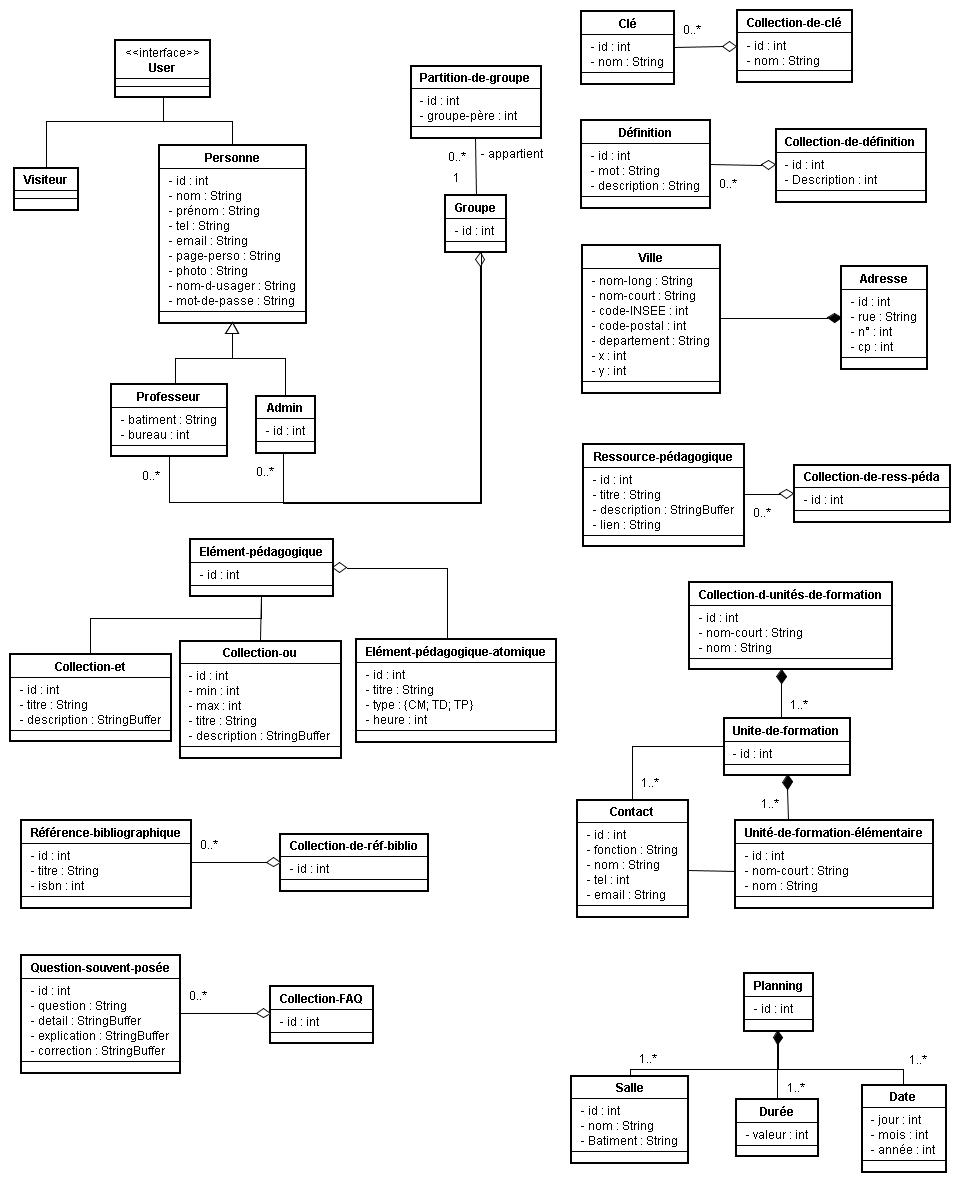 <<interface>>
User
Visiteur
Personne
- id : int
- nom : String
- prénom : String
- tel : String
- email : String
- page-perso : String
- photo : String
- nom-d-usager : String
- mot-de-passe : String
Professeur
- batiment : String
- bureau : int
0..*
Admin
- id : int
0..*
Partition-de-groupe
- id : int
- groupe-père : int
0..*
- appartient
1
Groupe
- id : int
Clé
- id : int
- nom : String
0..*
Collection-de-clé
- id : int
- nom : String
Définition
- id : int
- mot : String
- description : String
0..*
Collection-de-définition
- id : int
- Description : int
Ville
- nom-long : String
- nom-court : String
- code-INSEE : int
- code-postal : int
- departement : String
- x : int
- y : int
Adresse
- id : int
- rue : String
- n° : int
- cp : int
Ressource-pédagogique
- id : int
- titre : String
- description : StringBuffer
- lien : String
0..*
Collection-de-ress-péda
- id : int
Elément-pédagogique
- id : int
Collection-et
- id : int
- titre : String
- description : StringBuffer
Collection-ou
- id : int
- min : int
- max : int
- titre : String
- description : StringBuffer
Elément-pédagogique-atomique
- id : int
- titre : String
- type : {CM; TD; TP}
- heure : int
Collection-d-unités-de-formation
- id : int
- nom-court : String
- nom : String
1..*
Unite-de-formation
- id : int
1..*
1..*
Contact
- id : int
- fonction : String
- nom : String
- tel : int
- email : String
Unité-de-formation-élémentaire
- id : int
- nom-court : String
- nom : String
Référence-bibliographique
- id : int
- titre : String
- isbn : int
0..*
Collection-de-réf-biblio
- id : int
Question-souvent-posée
- id : int
- question : String
- detail : StringBuffer
- explication : StringBuffer
- correction : StringBuffer
0..*
Collection-FAQ
- id : int
Planning
- id : int
1..*
1..*
1..*
Salle
- id : int
- nom : String
- Batiment : String
Durée
- valeur : int
Date
- jour : int
- mois : int
- année : int